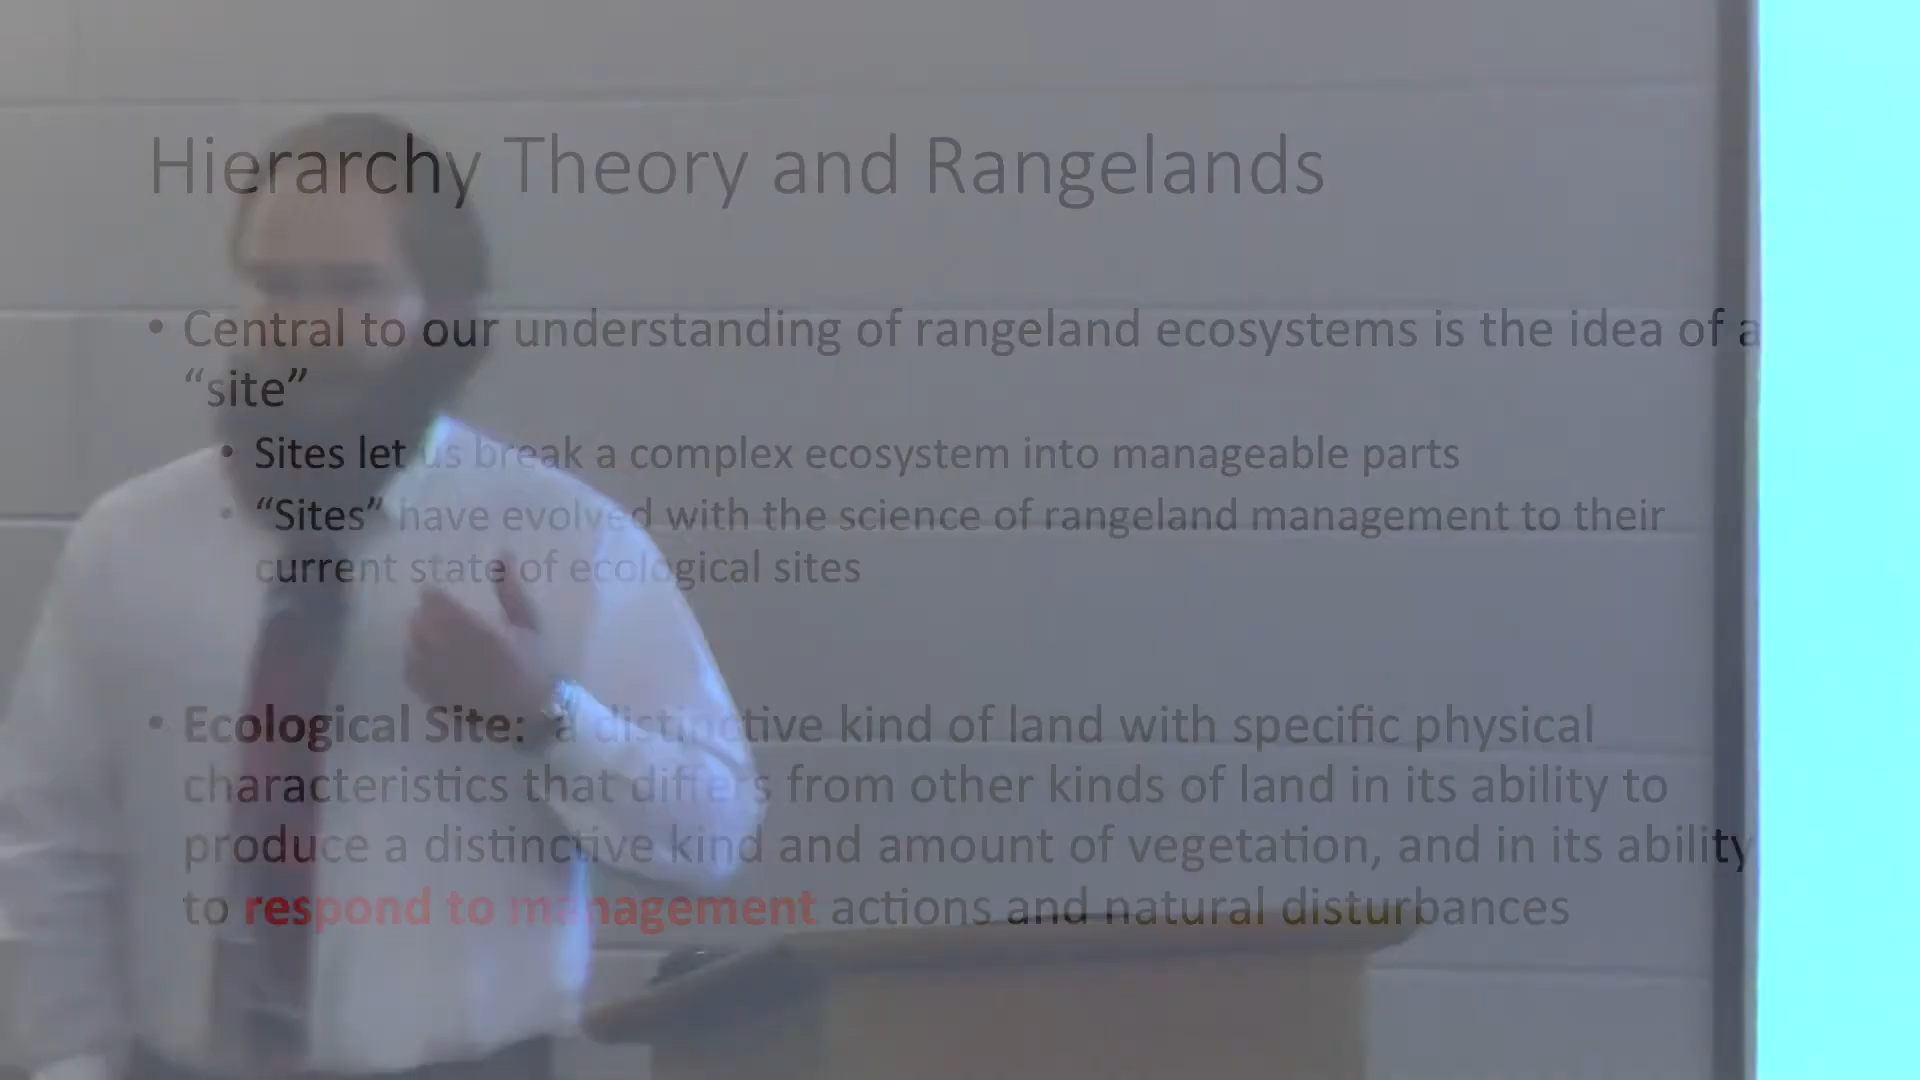 Hierarchy Theory and Rangelands
• Central to our understanding of rangeland ecosystems is the idea of a
“site”
• Sites let us break a complex ecosystem into manageable parts
• “Sites” have evolved with the science of rangeland management to their
current state of ecological sites
• Ecological Site: a distinctive kind of land with specific physical
characteristics that differs from other kinds of land in its ability to
produce a distinctive kind and amount of vegetation, and in its ability
to respond to management actions and natural disturbances